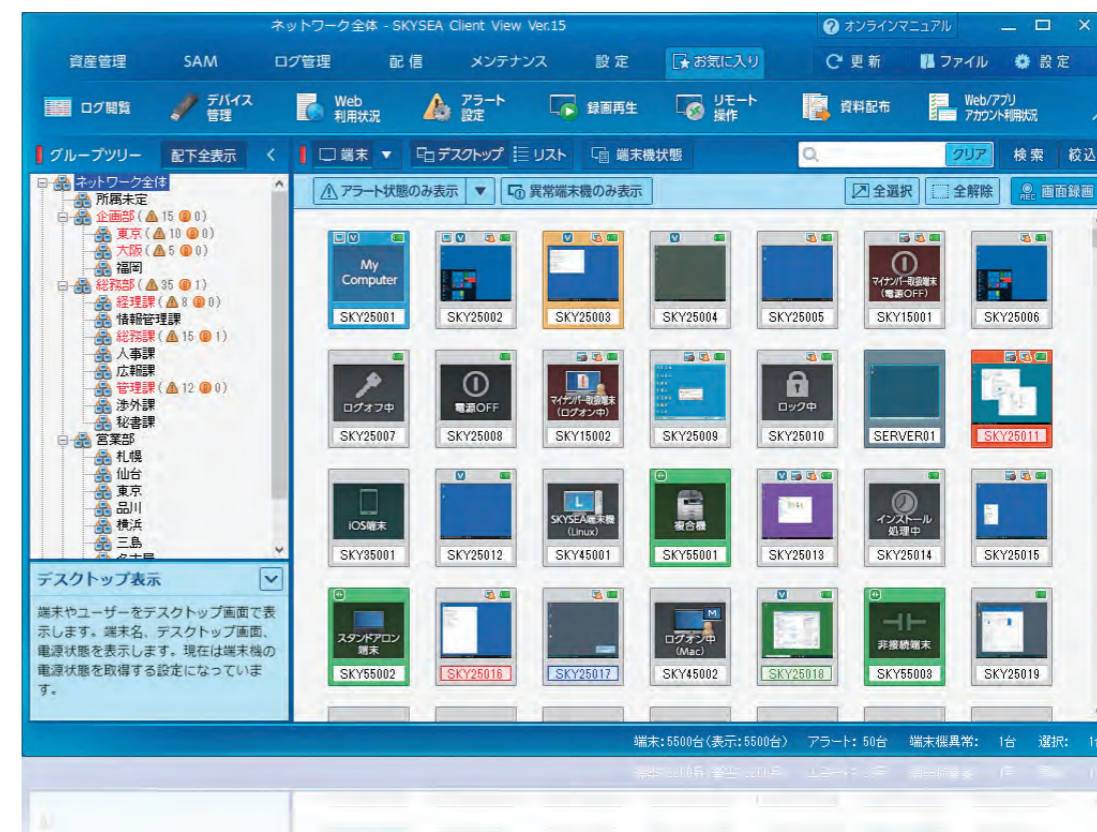 ネットワーク全体 - SKYSEA Client View Ver.15
オンラインマニュアル
資産管理 SAM ログ管理 配信 メンテナンス 設定 お気に入り 更新 ファイル 設定
ログ閲覧 デバイス管理 Web利用状況 アラート設定 録画再生 リモート操作 資料配布 Web/アプリアカウント利用状況
グループツリー 配下全表示
端末 デスクトップ リスト 端末機状態 クリア 検索 絞込
アラート状態のみ表示 異常端末機のみ表示 全選択 全解除 REC 画面録画
ネットワーク全体
所属未定
企画部 (15 0)
東京 (10 0)
大阪 (5 0)
福岡
総務部 (35 1)
経理課 (8 0)
情報管理課
総務課 (15 1)
人事課
広報課
管理課 (12 0)
渉外課
秘書課
営業部
札幌
仙台
東京
品川
横浜
三島
デスクトップ表示
端末やユーザーをデスクトップ画面で表
示します。端末名、デスクトップ画面、
電源状態を表示します。現在は端末機の
電源状態を取得する設定になっていま
す。
My
Computer
マイナンバー取扱端末
(電源OFF)
SKY25001 SKY25002 SKY25003 SKY25004 SKY25005 SKY15001 SKY25006
ログオフ中 電源OFF マイナンバー取扱端末
(ログオン中)
ロック中
SKY25007 SKY25008 SKY15002 SKY25009 SKY25010 SERVER01 SKY25011
iOS端末 SKYSEA端末機
(Linux)
複合機 インストール
処理中
SKY35001 SKY25012 SKY45001 SKY55001 SKY25013 SKY25014 SKY25015
スタンドアロン
端末
ログオン中
(Mac)
非接続端末
SKY55002 SKY25016 SKY25017 SKY45002 SKY25018 SKY55003 SKY25019
端末:5500台(表示:5500台) アラート: 50台 端末機異常: 1台 選択: